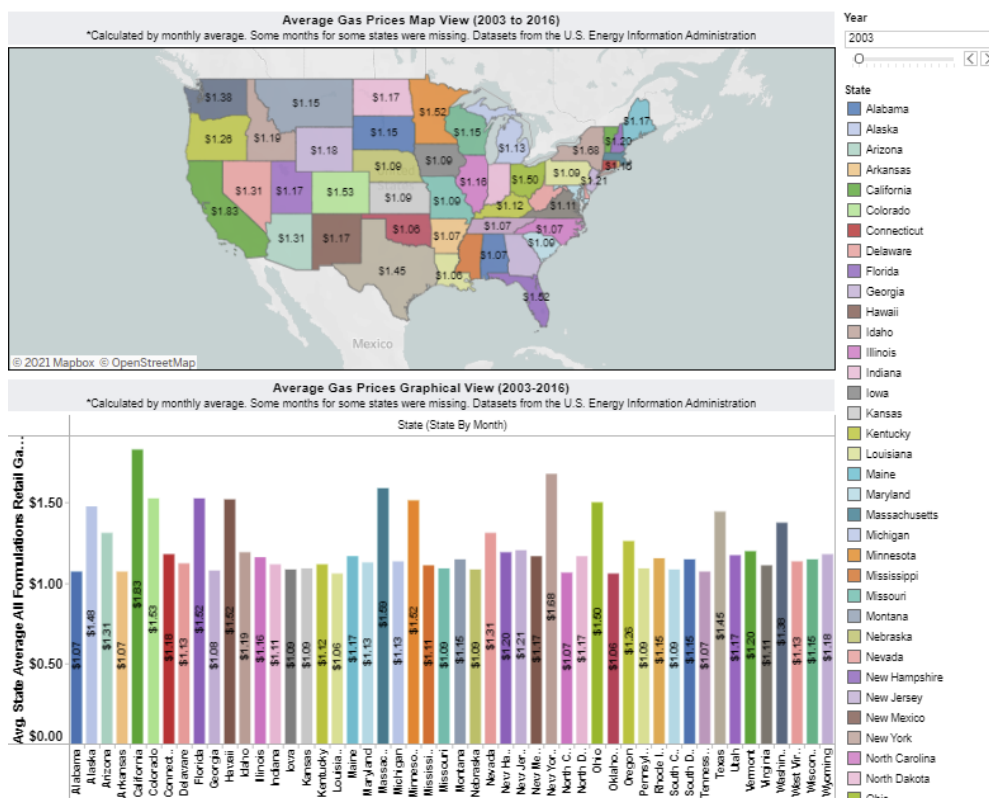 Average Gas Prices Map View (2003 to 2016)
*Calculated by monthly average. Some months for some states were missing. Datasets from the U.S. Energy Information Administration
$1.38
$1.15
$1.17
$1.52
$1.17
$1.26
$1.19
$1.15
$1.15
$1.13
$1.68
$1.20
$1.16
$1.18
$1.09
$1.09
$1.50
$1.09
$1.21
$1.31
$1.17
$1.53
$1.09
$1.09
$1.16
$1.12
$1.11
$1.83
$1.31
$1.17
$1.06
$1.07
$1.07
$1.07
$1.09
$1.45
$1.06
$1.07
$1.52
Mexico
© 2021 Mapbox © OpenStreetMap
Average Gas Prices Graphical View (2003-2016)
*Calculated by monthly average. Some months for some states were missing. Datasets from the U.S. Energy Information Administration
State (State By Month)
Avg. State Average All Formulations Retail Ga...
$1.50
$1.00
$0.50
$0.00
$1.07
$1.48
$1.31
$1.07
$1.83
$1.53
$1.18
$1.13
$1.52
$1.08
$1.52
$1.19
$1.16
$1.11
$1.09
$1.09
$1.12
$1.06
$1.17
$1.13
$1.59
$1.13
$1.52
$1.11
$1.09
$1.15
$1.09
$1.31
$1.20
$1.21
$1.17
$1.68
$1.07
$1.17
$1.50
$1.06
$1.26
$1.09
$1.15
$1.09
$1.15
$1.07
$1.45
$1.17
$1.20
$1.11
$1.38
$1.13
$1.15
$1.18
Alabama
Alaska
Arizona
Arkansas
California
Colorado
Connect..
Delaware
Florida
Georgia
Hawaii
Idaho
Illinois
Indiana
Iowa
Kansas
Kentucky
Louisia..
Maine
Maryland
Massac..
Michigan
Minneso..
Mississi..
Missouri
Montana
Nebraska
Nevada
New Ha..
New Jer..
New Me..
New Yor..
North C..
North D..
Ohio
Oklaho..
Oregon
Pennsyl..
Rhode I..
South C..
South D..
Tenness..
Texas
Utah
Vermont
Virginia
Washin..
West Vir..
Wiscon..
Wyoming
Year
2003
State
Alabama
Alaska
Arizona
Arkansas
California
Colorado
Connecticut
Delaware
Florida
Georgia
Hawaii
Idaho
Illinois
Indiana
Iowa
Kansas
Kentucky
Louisiana
Maine
Maryland
Massachusetts
Michigan
Minnesota
Mississippi
Missouri
Montana
Nebraska
Nevada
New Hampshire
New Jersey
New Mexico
New York
North Carolina
North Dakota
Ohio